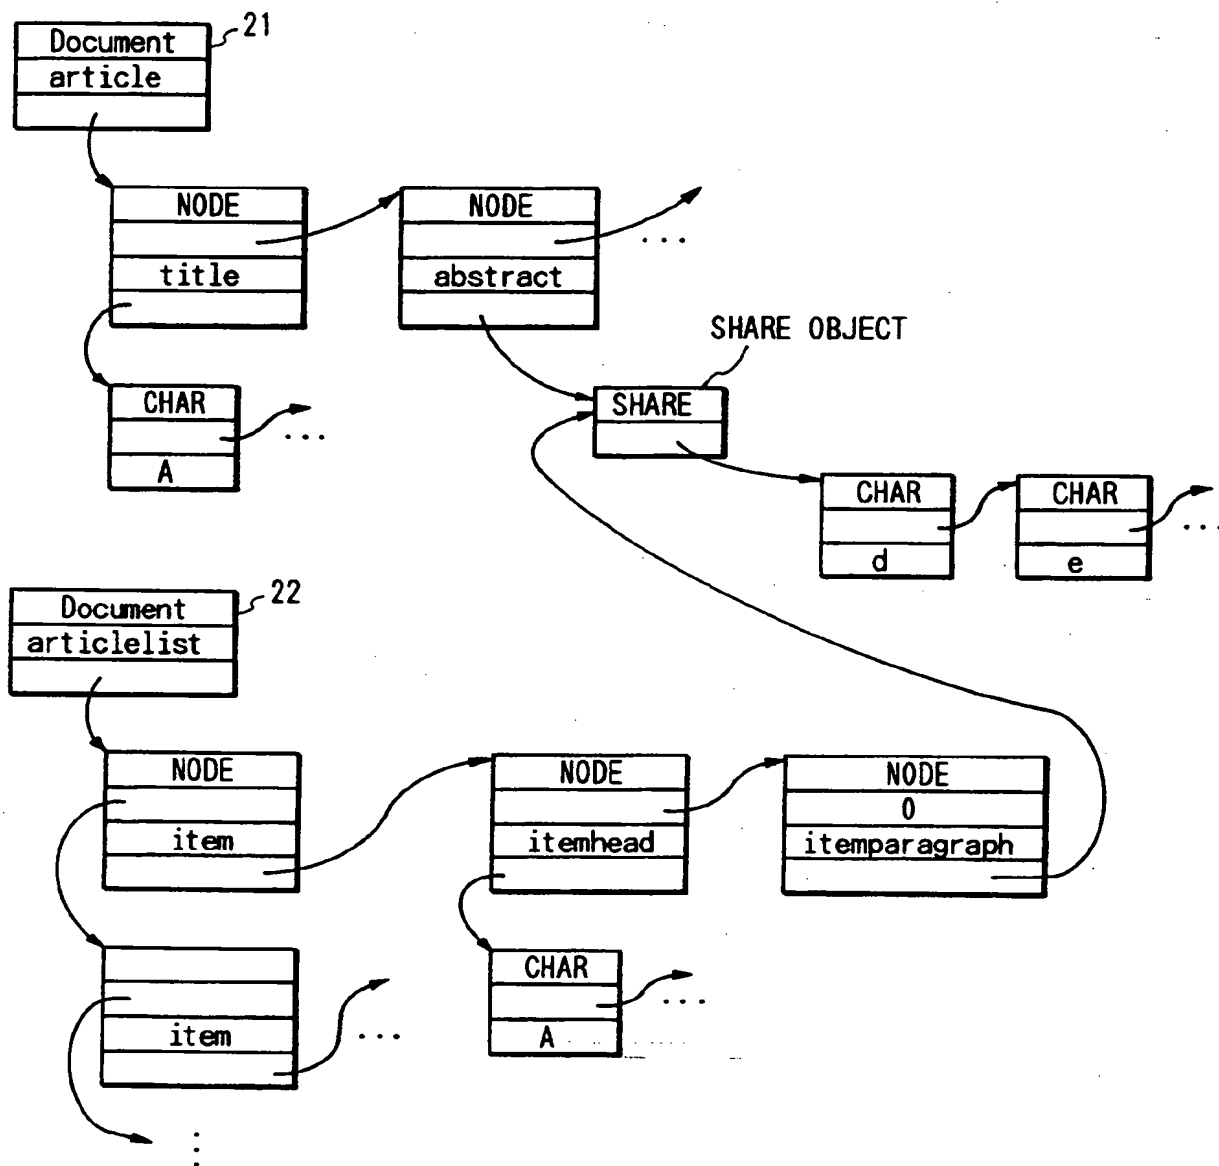 Document
21
article
NODE
NODE
title
abstract
...
SHARE OBJECT
CHAR
SHARE
...
A
CHAR
CHAR
...
d
e
Document
22
articlelist
NODE
NODE
NODE
0
item
itemhead
itemparagraph
CHAR
...
item
...
A
...